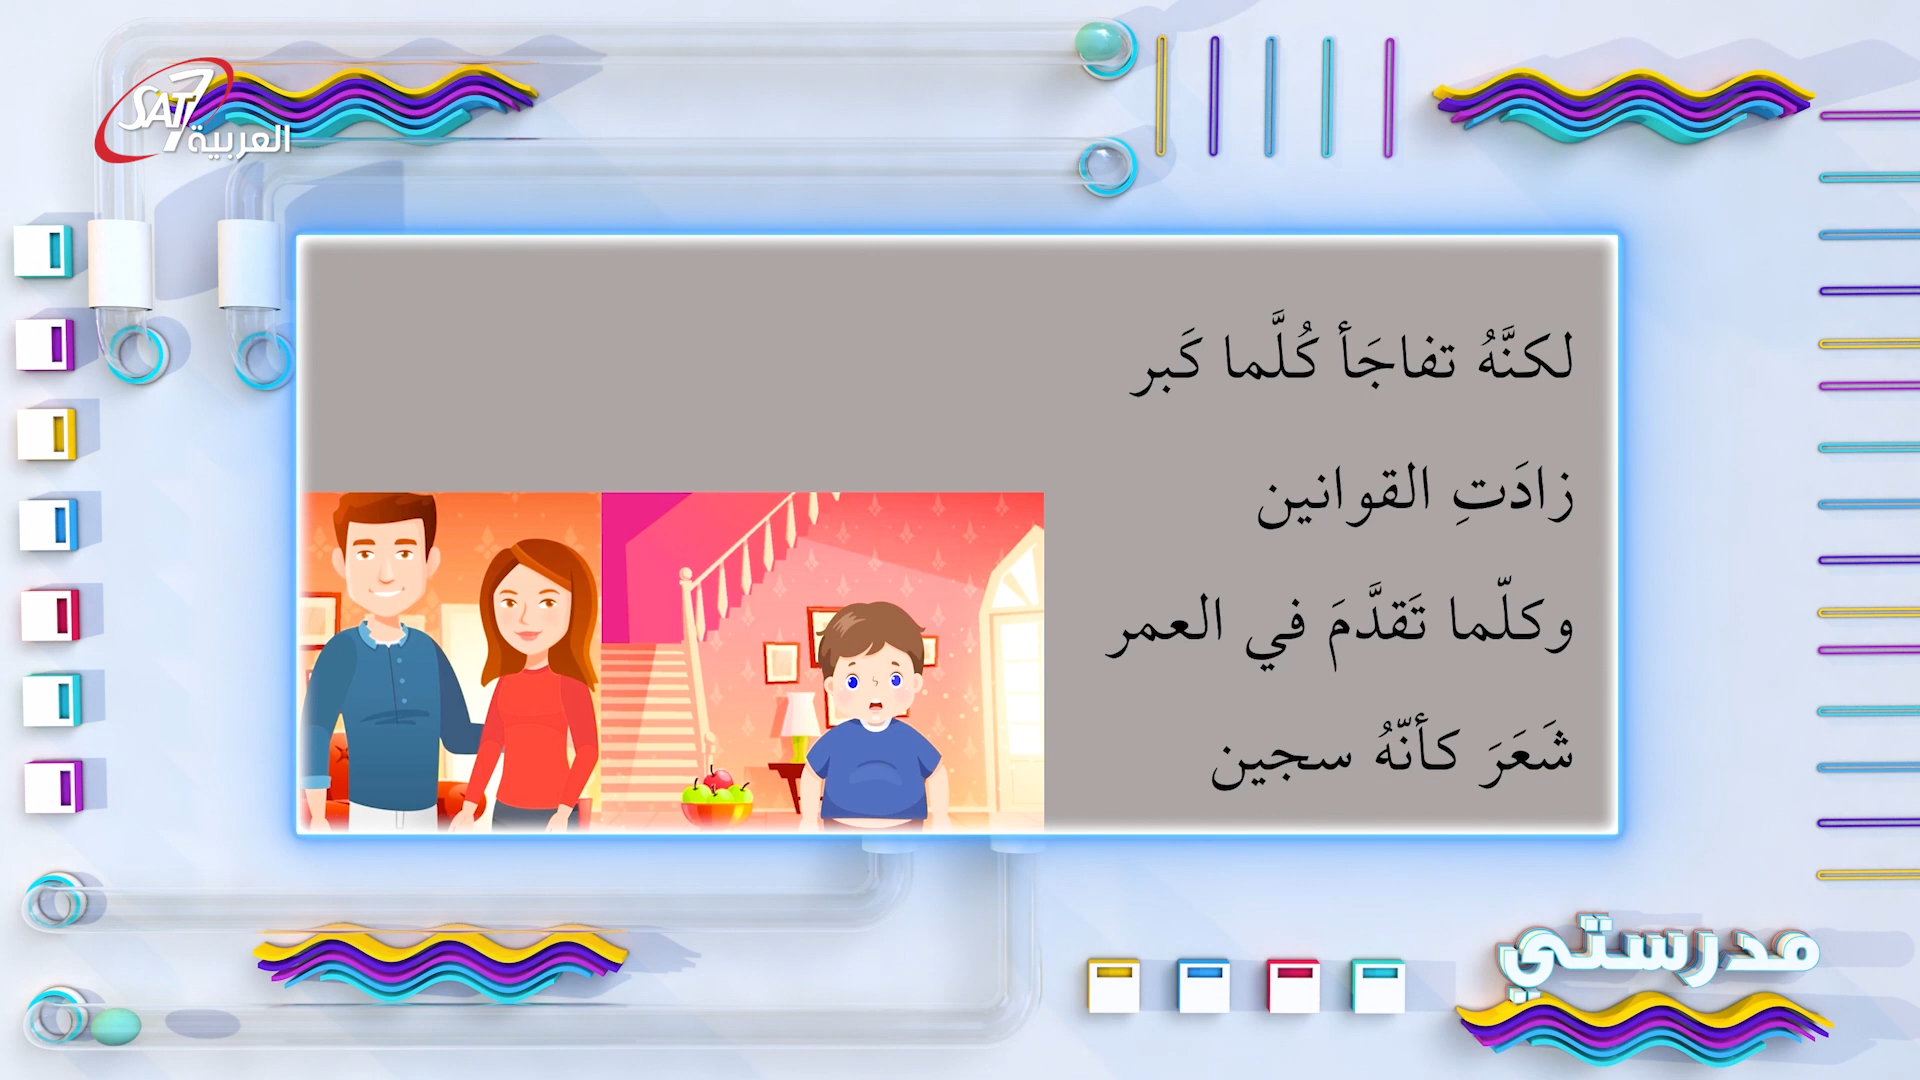 SAT7
العربية
لكنَّهُ تفاجَأ كُلَّما كَبر
زادَتِ القوانين
وكلّما تَقدَّمَ في العمر
شَعَرَ كأنّهُ سجين
مدرستي